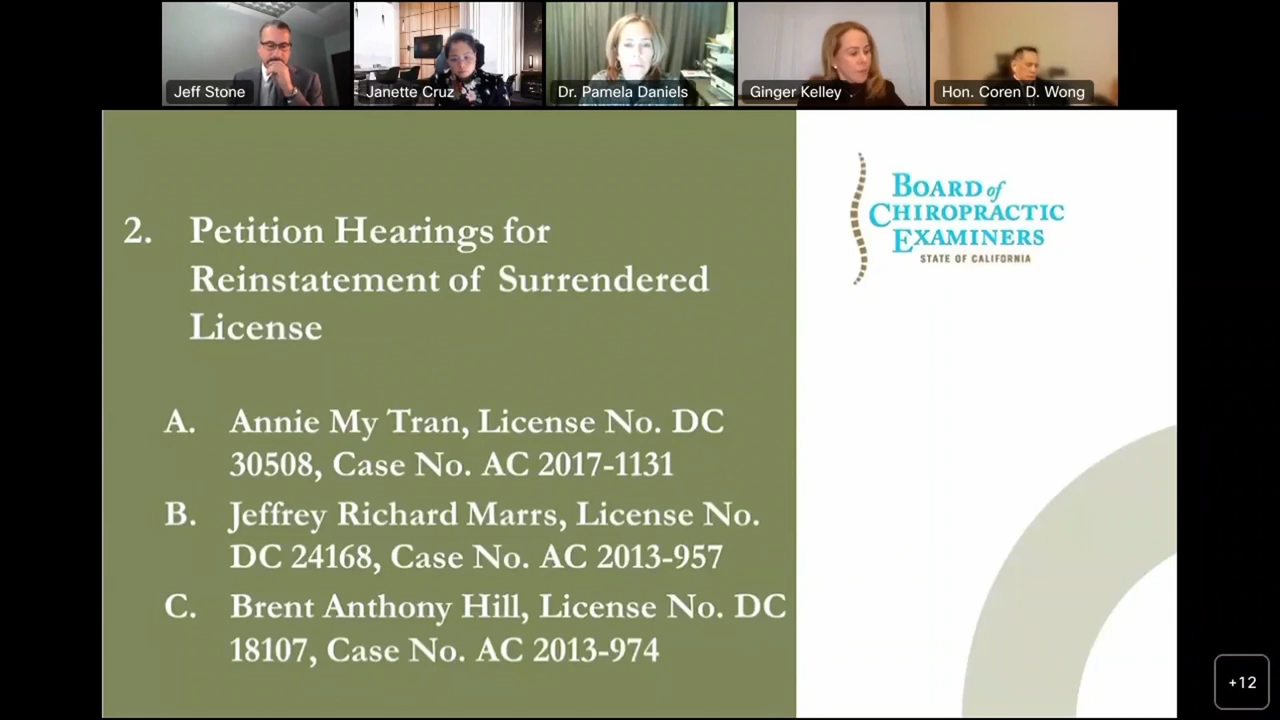 Jeff Stone
Janette Cruz
Dr. Pamela Daniels
Ginger Kelley
Hon. Coren D. Wong
2. Petition Hearings for
Reinstatement of Surrendered
License
A. Annie My Tran, License No. DC
30508, Case No. AC 2017-1131
B. Jeffrey Richard Marrs, License No.
DC 24168, Case No. AC 2013-957
C. Brent Anthony Hill, License No. DC
18107, Case No. AC 2013-974
BOARD of
CHIROPRACTIC
EXAMINERS
STATE OF CALIFORNIA
+12